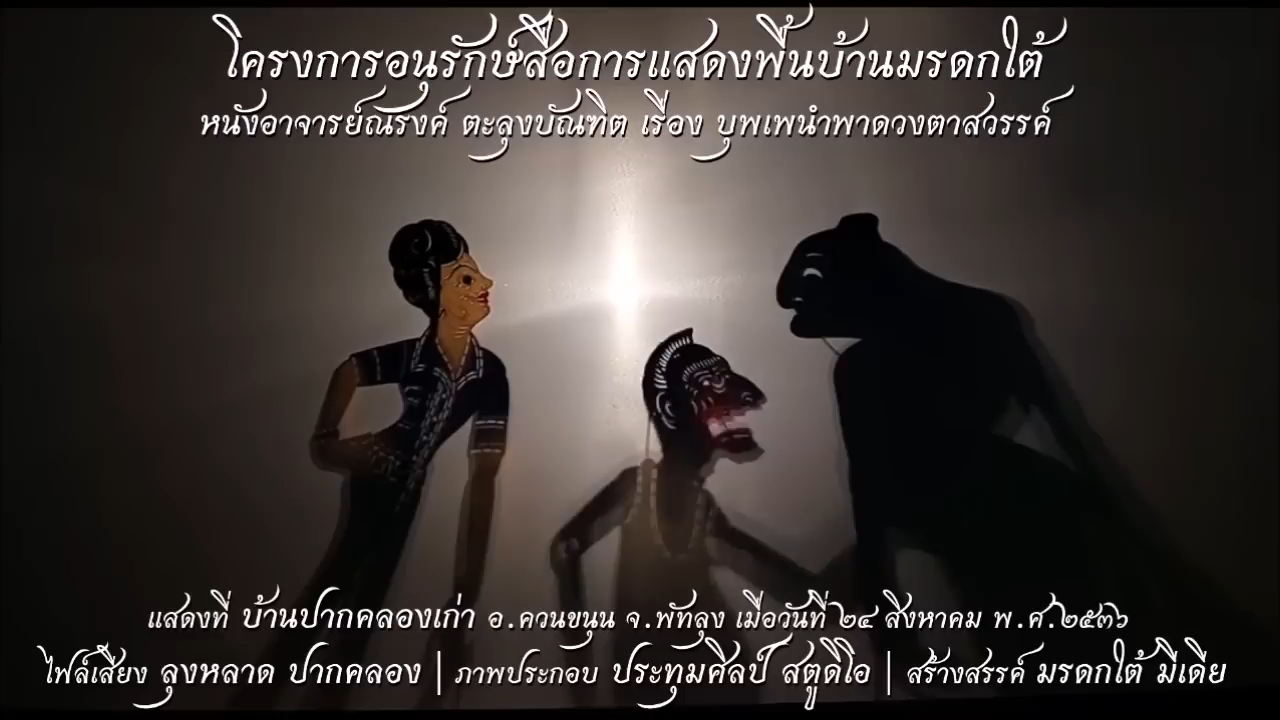 โครงการอนุรักษ์สื่อการแสดงพื้นบ้านมรดกใต้
หนังอาจารย์ณรงค์ ตะลุงบัณฑิต เรื่อง บุพเพนำพาดวงตาสวรรค์
แสดงที่ บ้านปากคลองเก่า อ.ควนขนุน จ.พัทลุง เมื่อวันที่ ๒๔ สิงหาคม พ.ศ.๒๕๓๖
ไฟล์เสียง ลุงหลาด ปากคลอง | ภาพประกอบ ประทุมศิลป์ สตูดิโอ | สร้างสรรค์ มรดกใต้ มีเดีย